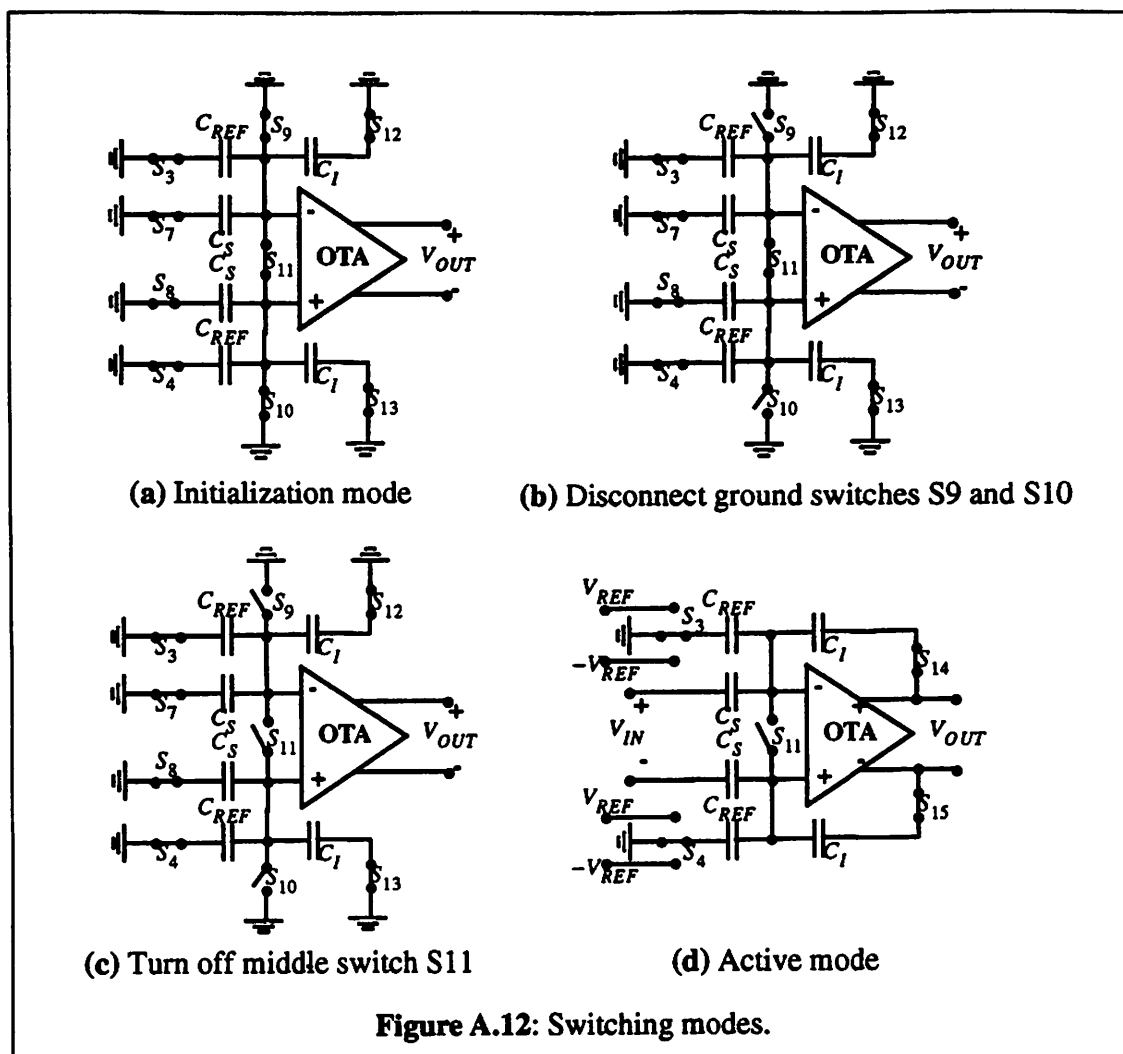 C_REF S_9 S_12
S_3 C_I
S_7 C_S - OTA + V_OUT
C_S S_11
S_8 + -
C_REF
S_4 C_I
S_10 S_13
(a) Initialization mode
C_REF S_9 S_12
S_3 C_I
S_7 C_S - OTA + V_OUT
C_S S_11
S_8 + -
C_REF
S_4 C_I
S_10 S_13
(b) Disconnect ground switches S9 and S10
C_REF S_9 S_12
S_3 C_I
S_7 C_S - OTA + V_OUT
C_S S_11
S_8 + -
C_REF
S_4 C_I
S_10 S_13
(c) Turn off middle switch S11
V_REF C_REF
S_3 C_I S_14
-V_REF
+ C_S - + OTA V_OUT
V_IN C_S S_11
- + -
V_REF C_REF S_15
S_4 C_I
-V_REF
(d) Active mode
Figure A.12: Switching modes.